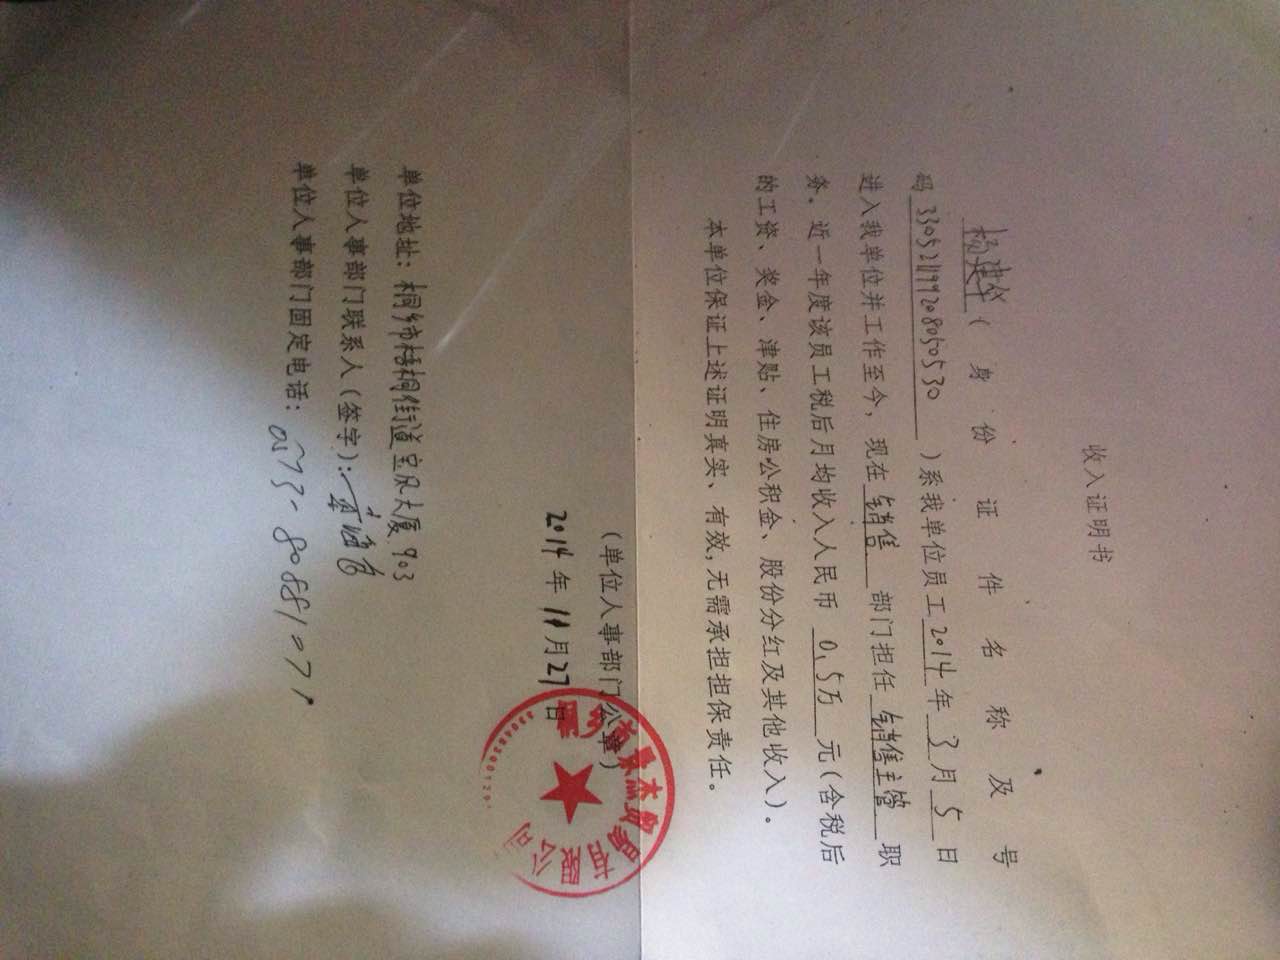 收入证明书
杨建华(身份证件名称及号
码330521199208050530)系我单位员工2014年3月5日
进入我单位并工作至今,现在销售部门担任销售主管职
务。近一年度该员工税后月均收入人民币0.5万元(含税后
的工资、奖金、津贴、住房公积金、股份分红及其他收入)。
本单位保证上述证明真实、有效,无需承担担保责任。
(单位人事部门公章)
2014年11月27日
有限公司
单位地址:桐乡市梧桐街道宝风大厦903
单位人事部门联系人(签字):
单位人事部门固定电话:0573-80881071